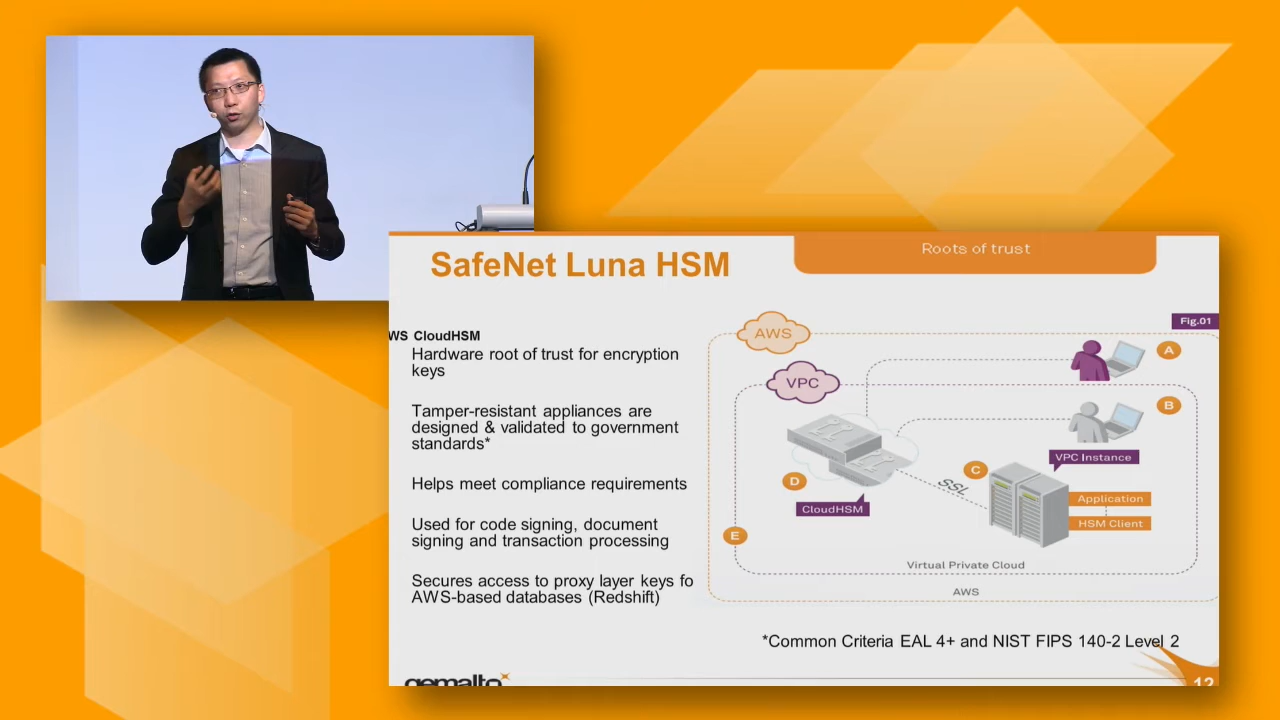 SafeNet Luna HSM
Roots of trust
WS CloudHSM
Hardware root of trust for encryption
keys
Tamper-resistant appliances are
designed & validated to government
standards*
Helps meet compliance requirements
Used for code signing, document
signing and transaction processing
Secures access to proxy layer keys fo
AWS-based databases (Redshift)
Fig.01
AWS
A
VPC
B
VPC Instance
C
SSL
D
CloudHSM
Application
HSM Client
E
Virtual Private Cloud
AWS
*Common Criteria EAL 4+ and NIST FIPS 140-2 Level 2
gemalto
12